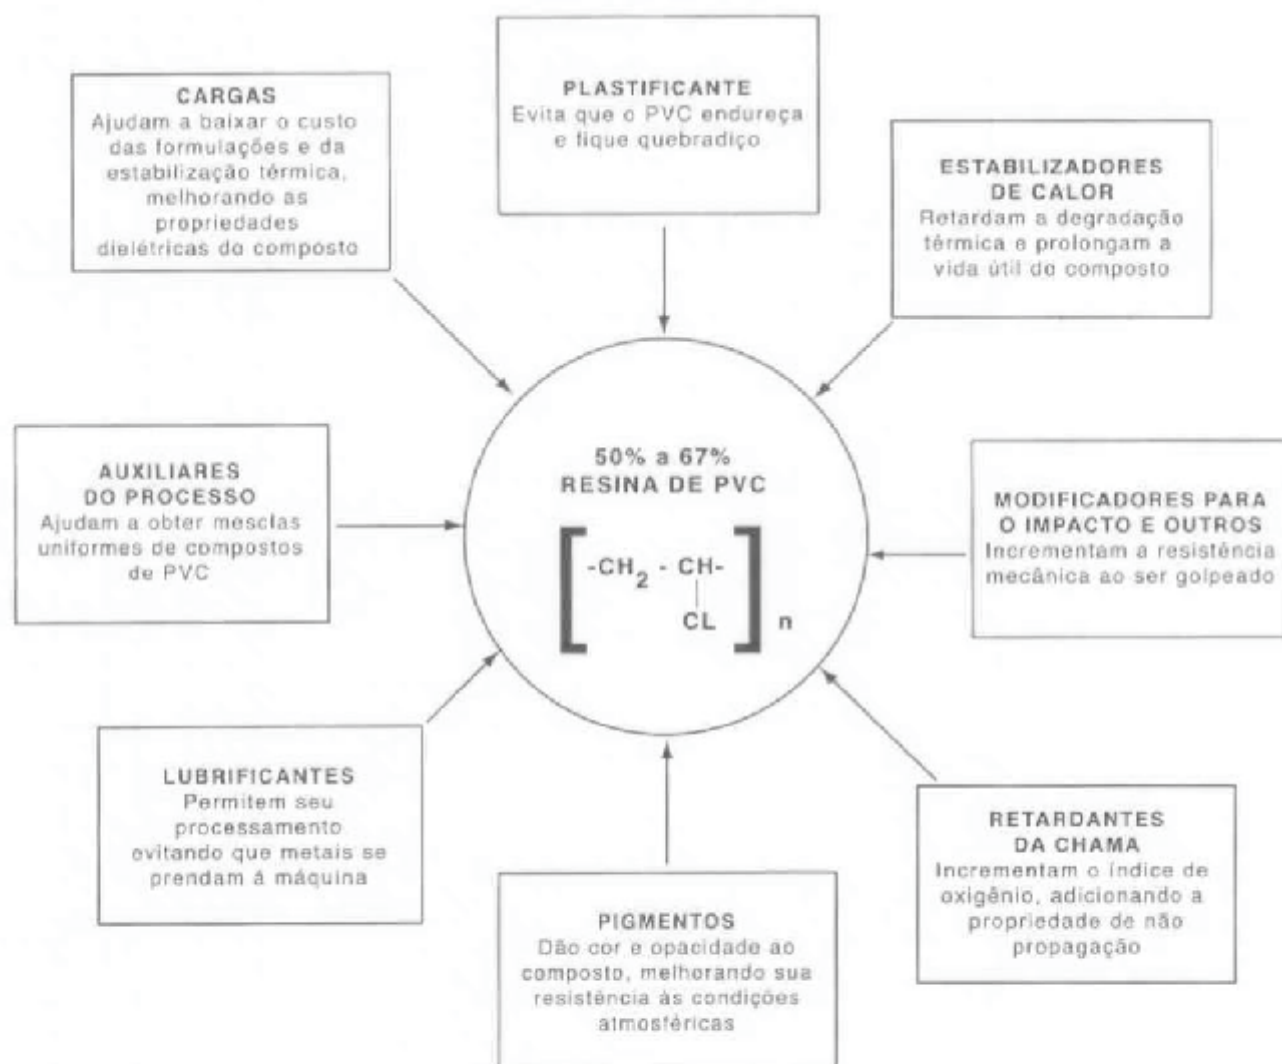 PLASTIFICANTE
Evita que o PVC endureça
e fique quebradiço
CARGAS
Ajudam a baixar o custo
das formulações e da
estabilização térmica,
melhorando as
propriedades
dielétricas do composto
ESTABILIZADORES
DE CALOR
Retardam a degradação
térmica e prolongam a
vida útil do composto
AUXILIARES
DO PROCESSO
Ajudam a obter mesclas
uniformes de compostos
de PVC
50% a 67%
RESINA DE PVC
-CH2 - CH-
CL
n
MODIFICADORES PARA
O IMPACTO E OUTROS
Incrementam a resistência
mecânica ao ser golpeado
LUBRIFICANTES
Permitem seu
processamento
evitando que metais se
prendam á máquina
PIGMENTOS
Dão cor e opacidade ao
composto, melhorando sua
resistência às condições
atmosféricas
RETARDANTES
DA CHAMA
Incrementam o índice de
oxigênio, adicionando a
propriedade de não
propagação